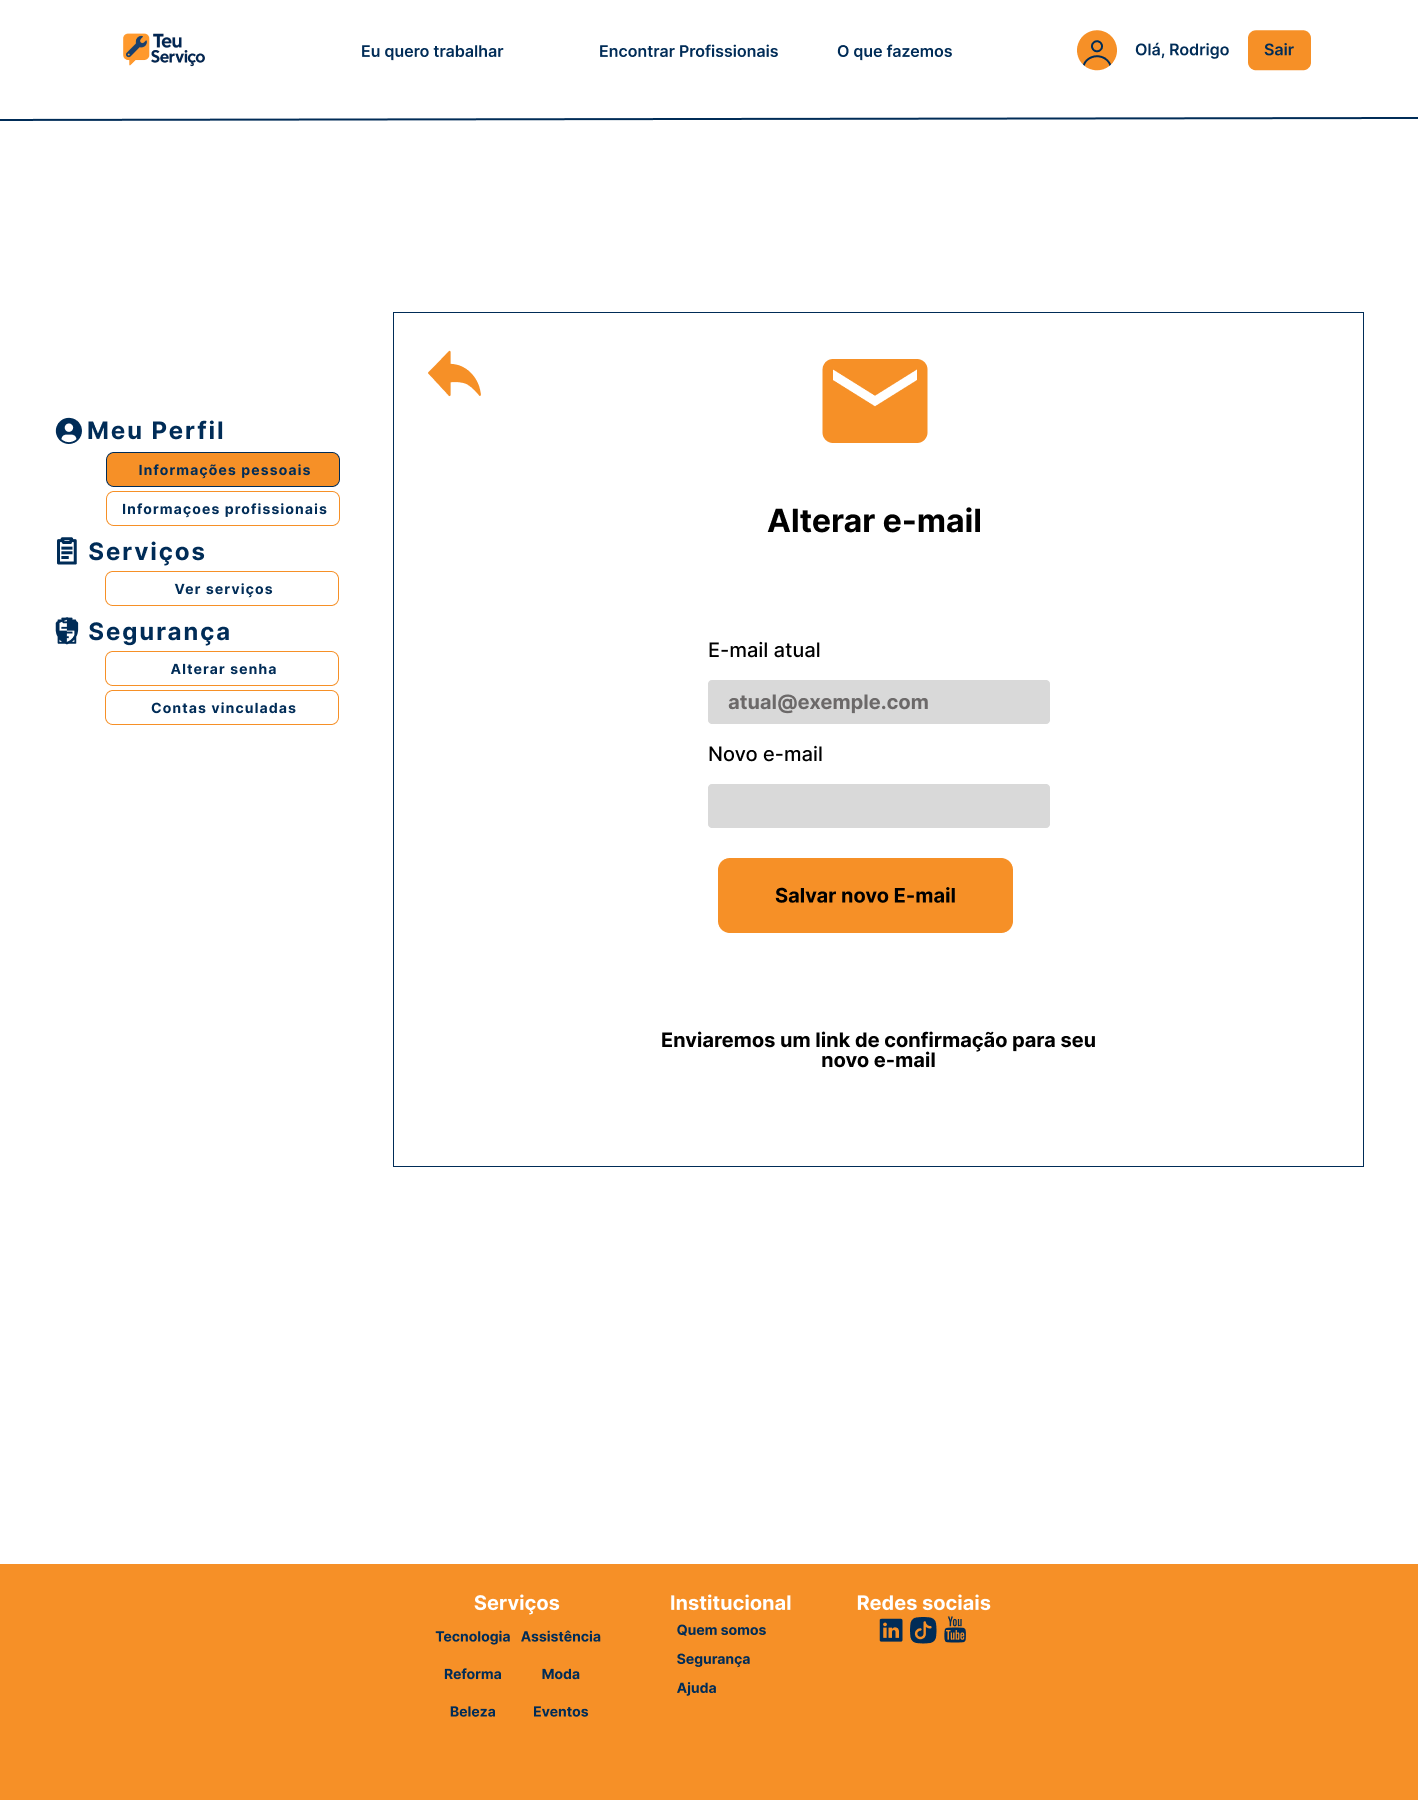 Teu
Serviço
Eu quero trabalhar
Encontrar Profissionais
O que fazemos
Olá, Rodrigo
Sair
Meu Perfil
Informações pessoais
Informaçoes profissionais
Serviços
Ver serviços
Segurança
Alterar senha
Contas vinculadas
Alterar e-mail
E-mail atual
atual@exemple.com
Novo e-mail
Salvar novo E-mail
Enviaremos um link de confirmação para seu
novo e-mail
Serviços
Tecnologia Assistência
Reforma Moda
Beleza Eventos
Institucional
Quem somos
Segurança
Ajuda
Redes sociais
in
You
Tube